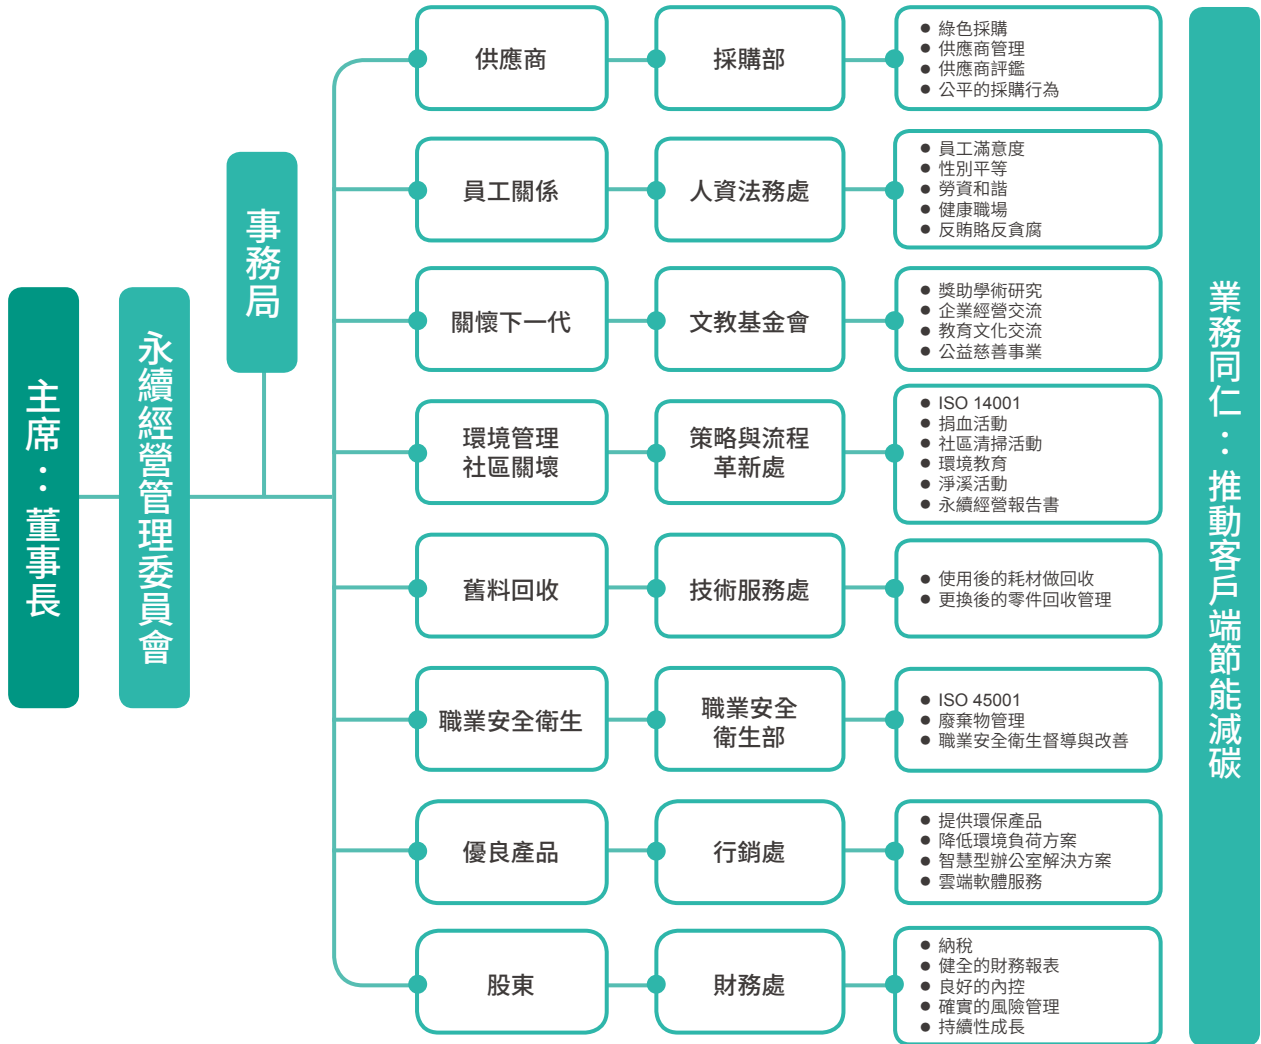 主席：董事長
永續經營管理委員會
事務局
供應商
採購部
綠色採購
供應商管理
供應商評鑑
公平的採購行為
員工關係
人資法務處
員工滿意度
性別平等
勞資和諧
健康職場
反賄賂反貪腐
關懷下一代
文教基金會
獎助學術研究
企業經營交流
教育文化交流
公益慈善事業
環境管理
社區關壞
策略與流程
革新處
ISO 14001
捐血活動
社區清掃活動
環境教育
淨溪活動
永續經營報告書
舊料回收
技術服務處
使用後的耗材做回收
更換後的零件回收管理
職業安全衛生
職業安全
衛生部
ISO 45001
廢棄物管理
職業安全衛生督導與改善
優良產品
行銷處
提供環保產品
降低環境負荷方案
智慧型辦公室解決方案
雲端軟體服務
股東
財務處
納稅
健全的財務報表
良好的內控
確實的風險管理
持續性成長
業務同仁：推動客戶端節能減碳